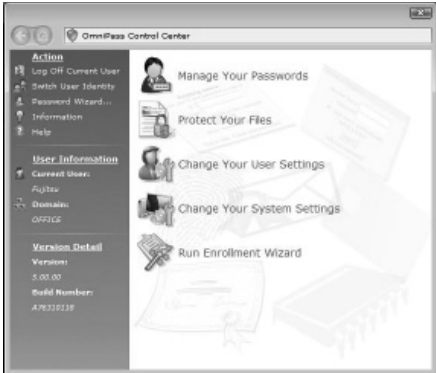 OmniPass Control Center
Action
Log Off Current User
Switch User Identity
Password Wizard...
Information
Help
User Information
Current User:
Fujitsu
Domain:
OFFICE
Version Detail
Version:
5.00.00
Build Number:
Manage Your Passwords
Protect Your Files
Change Your User Settings
Change Your System Settings
Run Enrollment Wizard